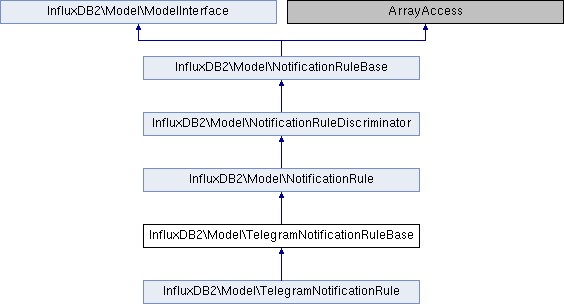 InfluxDB2\Model\ModelInterface
ArrayAccess
InfluxDB2\Model\NotificationRuleBase
InfluxDB2\Model\NotificationRuleDiscriminator
InfluxDB2\Model\NotificationRule
InfluxDB2\Model\TelegramNotificationRuleBase
InfluxDB2\Model\TelegramNotificationRule